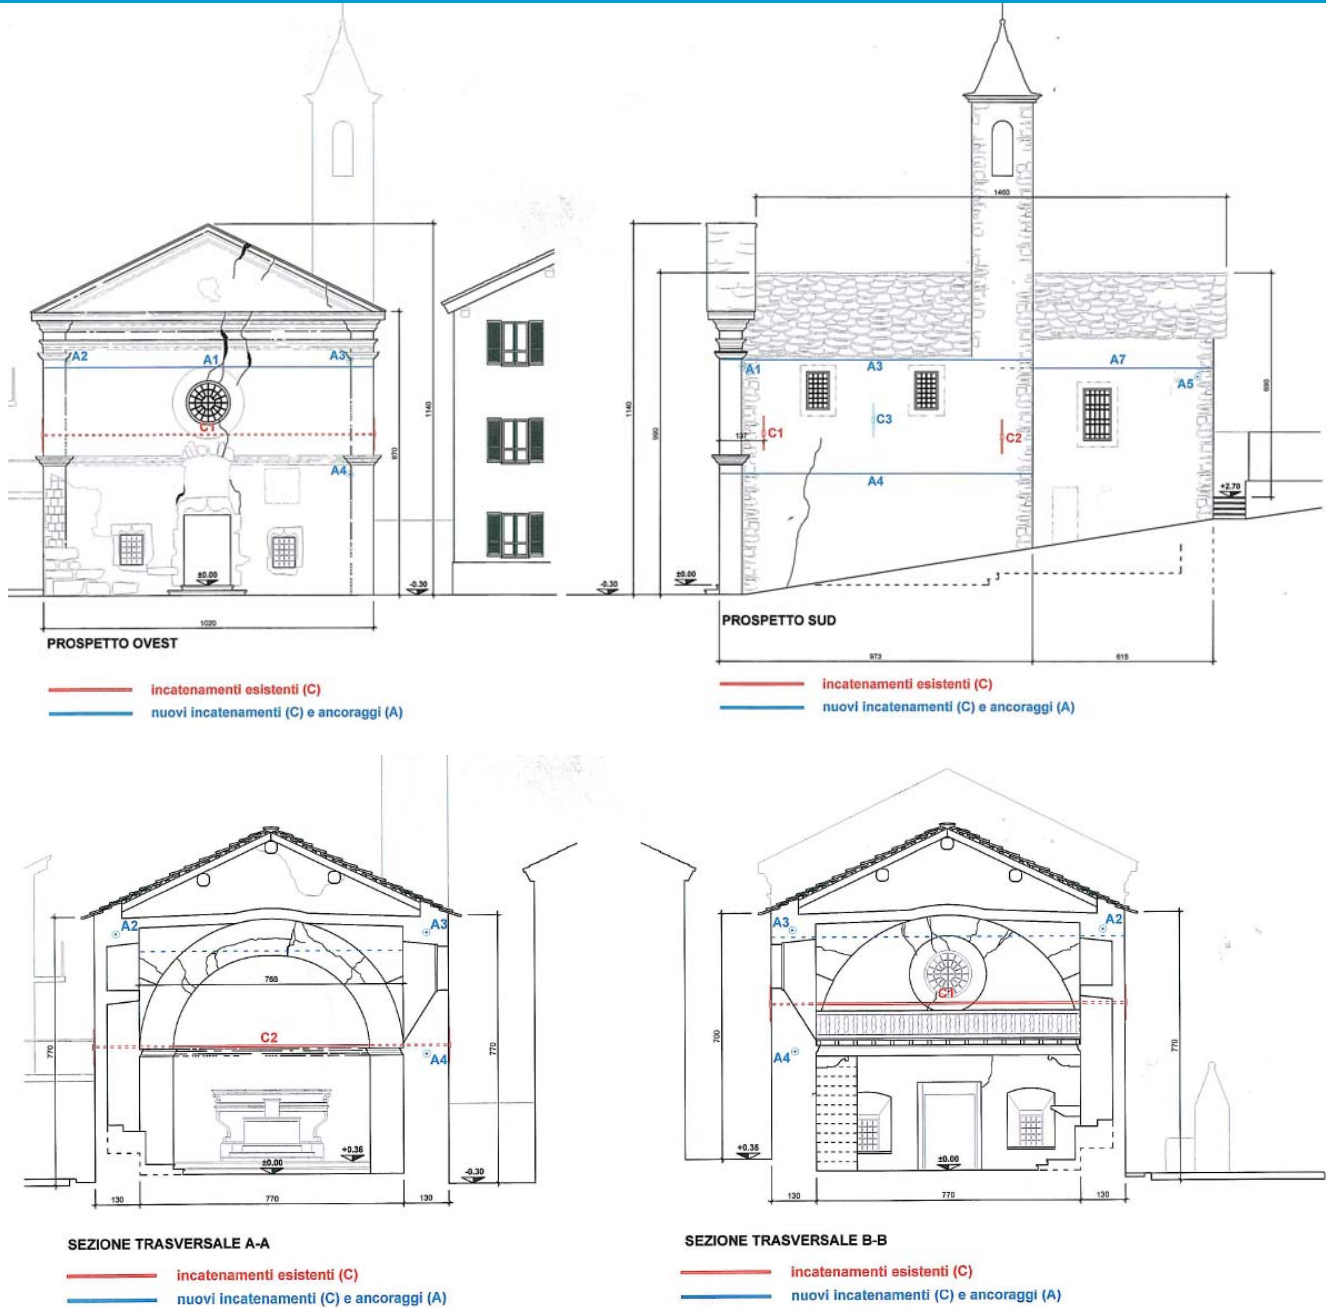 1460
A2
A1
A3
C1
A4
1140
870
±0.00
-0.30
1020
PROSPETTO OVEST
incatenamenti esistenti (C)
nuovi incatenamenti (C) e ancoraggi (A)
1140
990
A1
A3
A7
A5
C3
C1
C2
137
A4
690
+2.70
±0.00
-0.30
PROSPETTO SUD
973
615
incatenamenti esistenti (C)
nuovi incatenamenti (C) e ancoraggi (A)
A2
A3
768
C2
A4
770
770
+0.36
±0.00
-0.30
130
770
130
SEZIONE TRASVERSALE A-A
incatenamenti esistenti (C)
nuovi incatenamenti (C) e ancoraggi (A)
A3
A2
C1
A4
700
770
+0.35
±0.00
130
770
130
SEZIONE TRASVERSALE B-B
incatenamenti esistenti (C)
nuovi incatenamenti (C) e ancoraggi (A)